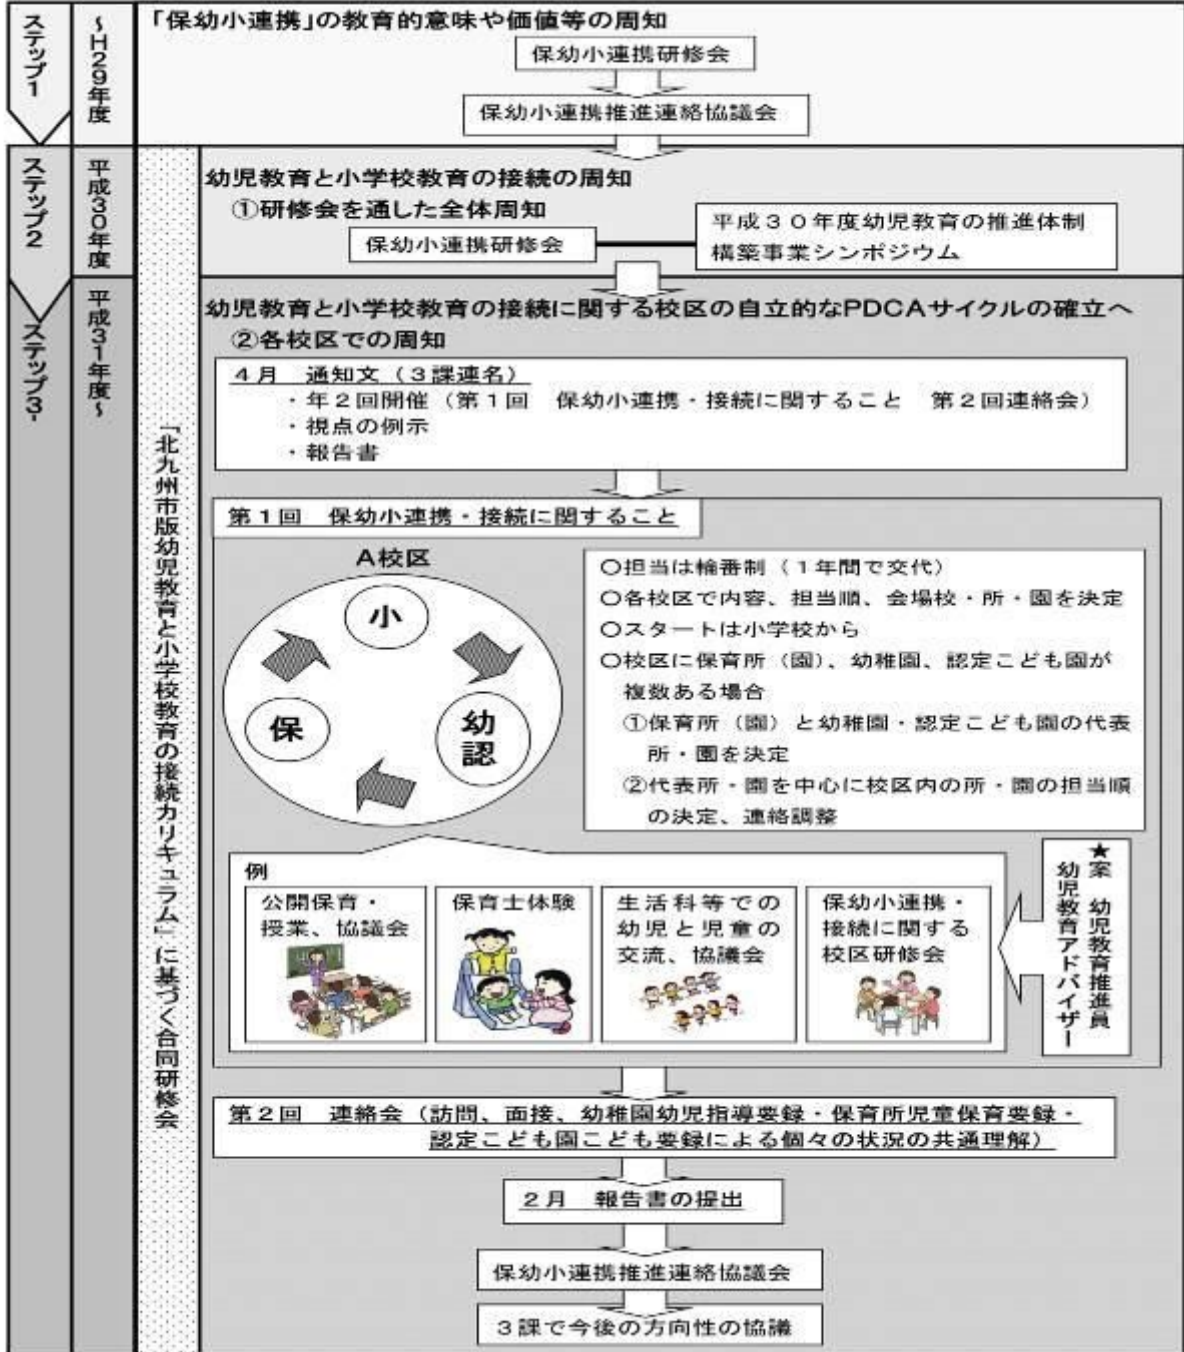 ステップ1
～H29年度
「保幼小連携」の教育的意味や価値等の周知
保幼小連携研修会
保幼小連携推進連絡協議会
ステップ2
平成30年度
幼児教育と小学校教育の接続の周知
①研修会を通した全体周知
保幼小連携研修会
平成30年度幼児教育の推進体制
構築事業シンポジウム
ステップ3～
平成31年度～
「北九州市版幼児教育と小学校教育の接続カリキュラム」に基づく合同研修会
幼児教育と小学校教育の接続に関する校区の自立的なPDCAサイクルの確立へ
②各校区での周知
4月　通知文（3課連名）
・年2回開催（第1回　保幼小連携・接続に関すること　第2回連絡会）
・視点の例示
・報告書
第1回　保幼小連携・接続に関すること
A校区
小
幼
認
保
○担当は輪番制（1年間で交代）
○各校区で内容、担当順、会場校・所・園を決定
○スタートは小学校から
○校区に保育所（園）、幼稚園、認定こども園が
複数ある場合
①保育所（園）と幼稚園・認定こども園の代表
所・園を決定
②代表所・園を中心に校区内の所・園の担当順
の決定、連絡調整
例
公開保育・
授業、協議会
保育士体験
生活科等での
幼児と児童の
交流、協議会
保幼小連携・
接続に関する
校区研修会
★案　幼児教育推進員
幼児教育アドバイザー
第2回　連絡会（訪問、面接、幼稚園幼児指導要録・保育所児童保育要録・
認定こども園こども要録による個々の状況の共通理解）
2月　報告書の提出
保幼小連携推進連絡協議会
3課で今後の方向性の協議